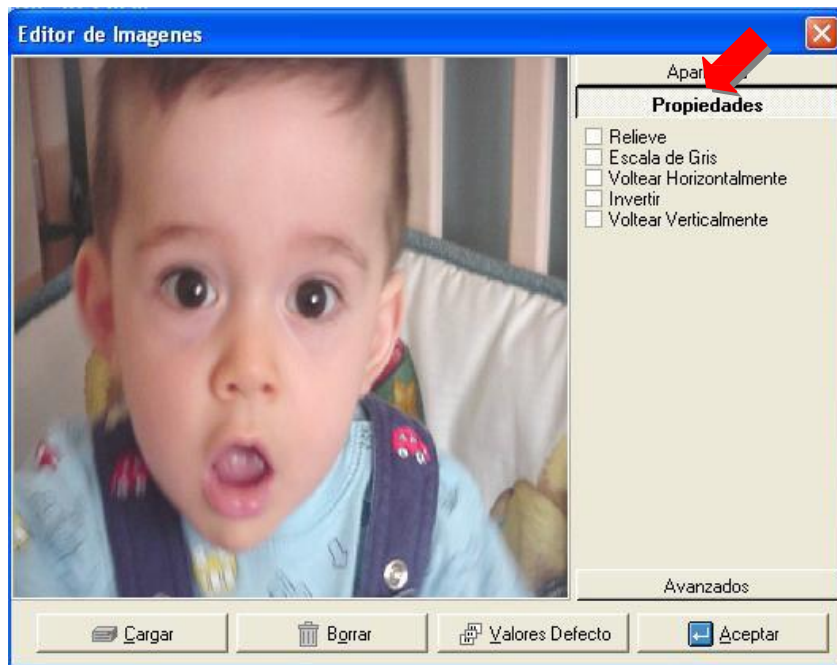 Editor de Imagenes
Propiedades
Relieve
Escala de Gris
Voltear Horizontalmente
Invertir
Voltear Verticalmente
Avanzados
Cargar
Borrar
Valores Defecto
Aceptar